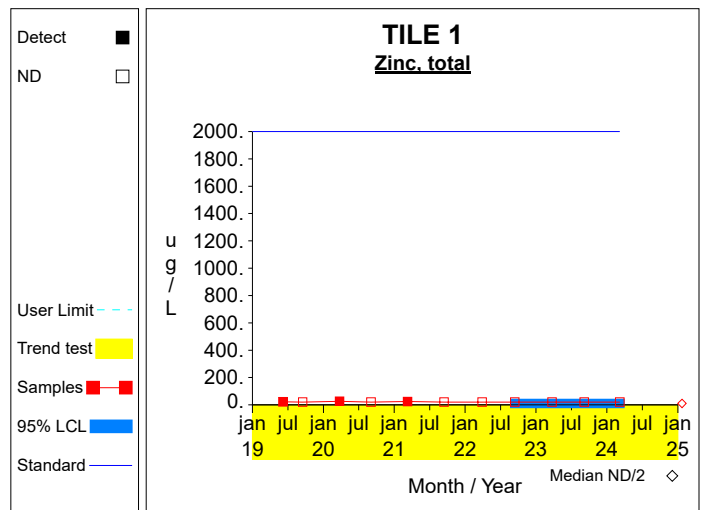 Detect
ND
User Limit
Trend test
Samples
95% LCL
Standard
TILE 1
Zinc, total
ug/L
2000.
1800.
1600.
1400.
1200.
1000.
800.
600.
400.
200.
0.
jan jul jan jul jan jul jan jul jan jul jan jul jan
19 20 21 22 23 24 25
Month / Year
Median ND/2